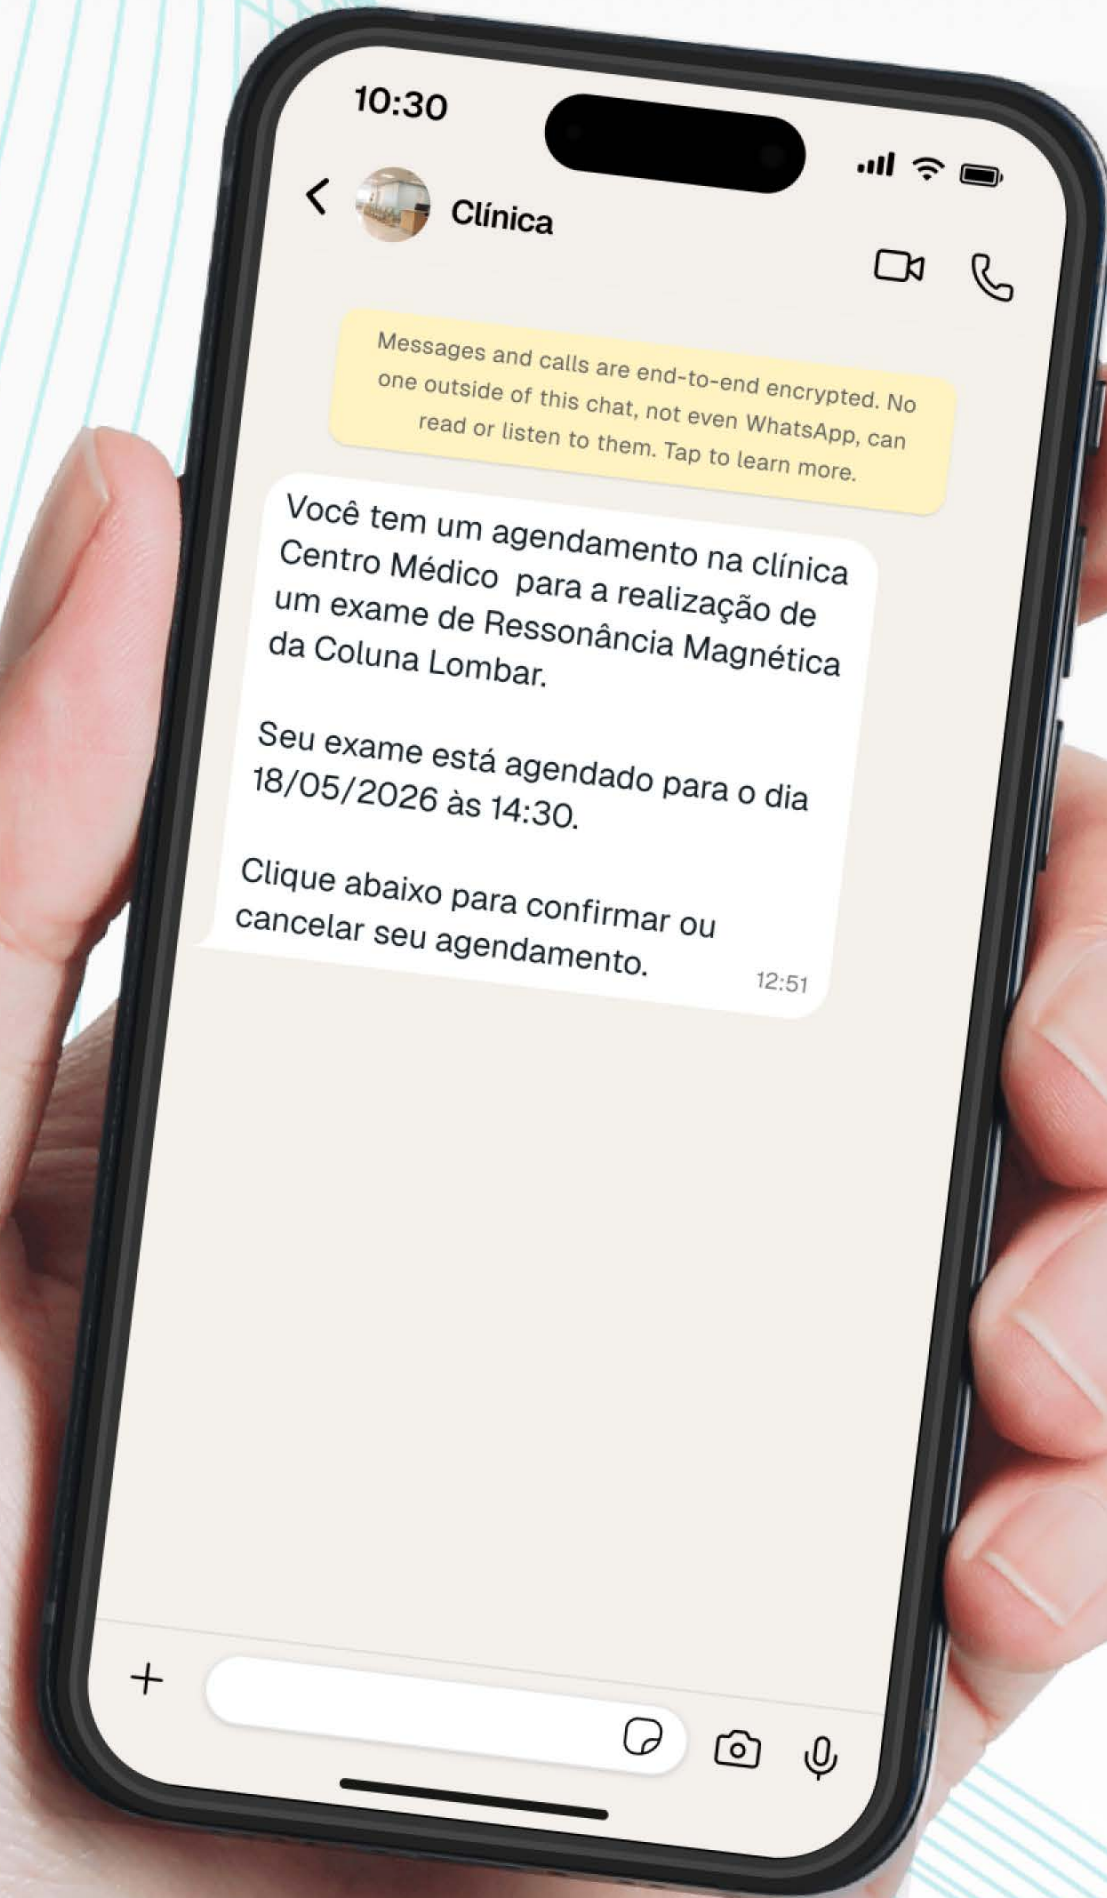 10:30
Clínica
Messages and calls are end-to-end encrypted. No
one outside of this chat, not even WhatsApp, can
read or listen to them. Tap to learn more.
Você tem um agendamento na clínica
Centro Médico para a realização de
um exame de Ressonância Magnética
da Coluna Lombar.
Seu exame está agendado para o dia
18/05/2026 às 14:30.
Clique abaixo para confirmar ou
cancelar seu agendamento.
12:51